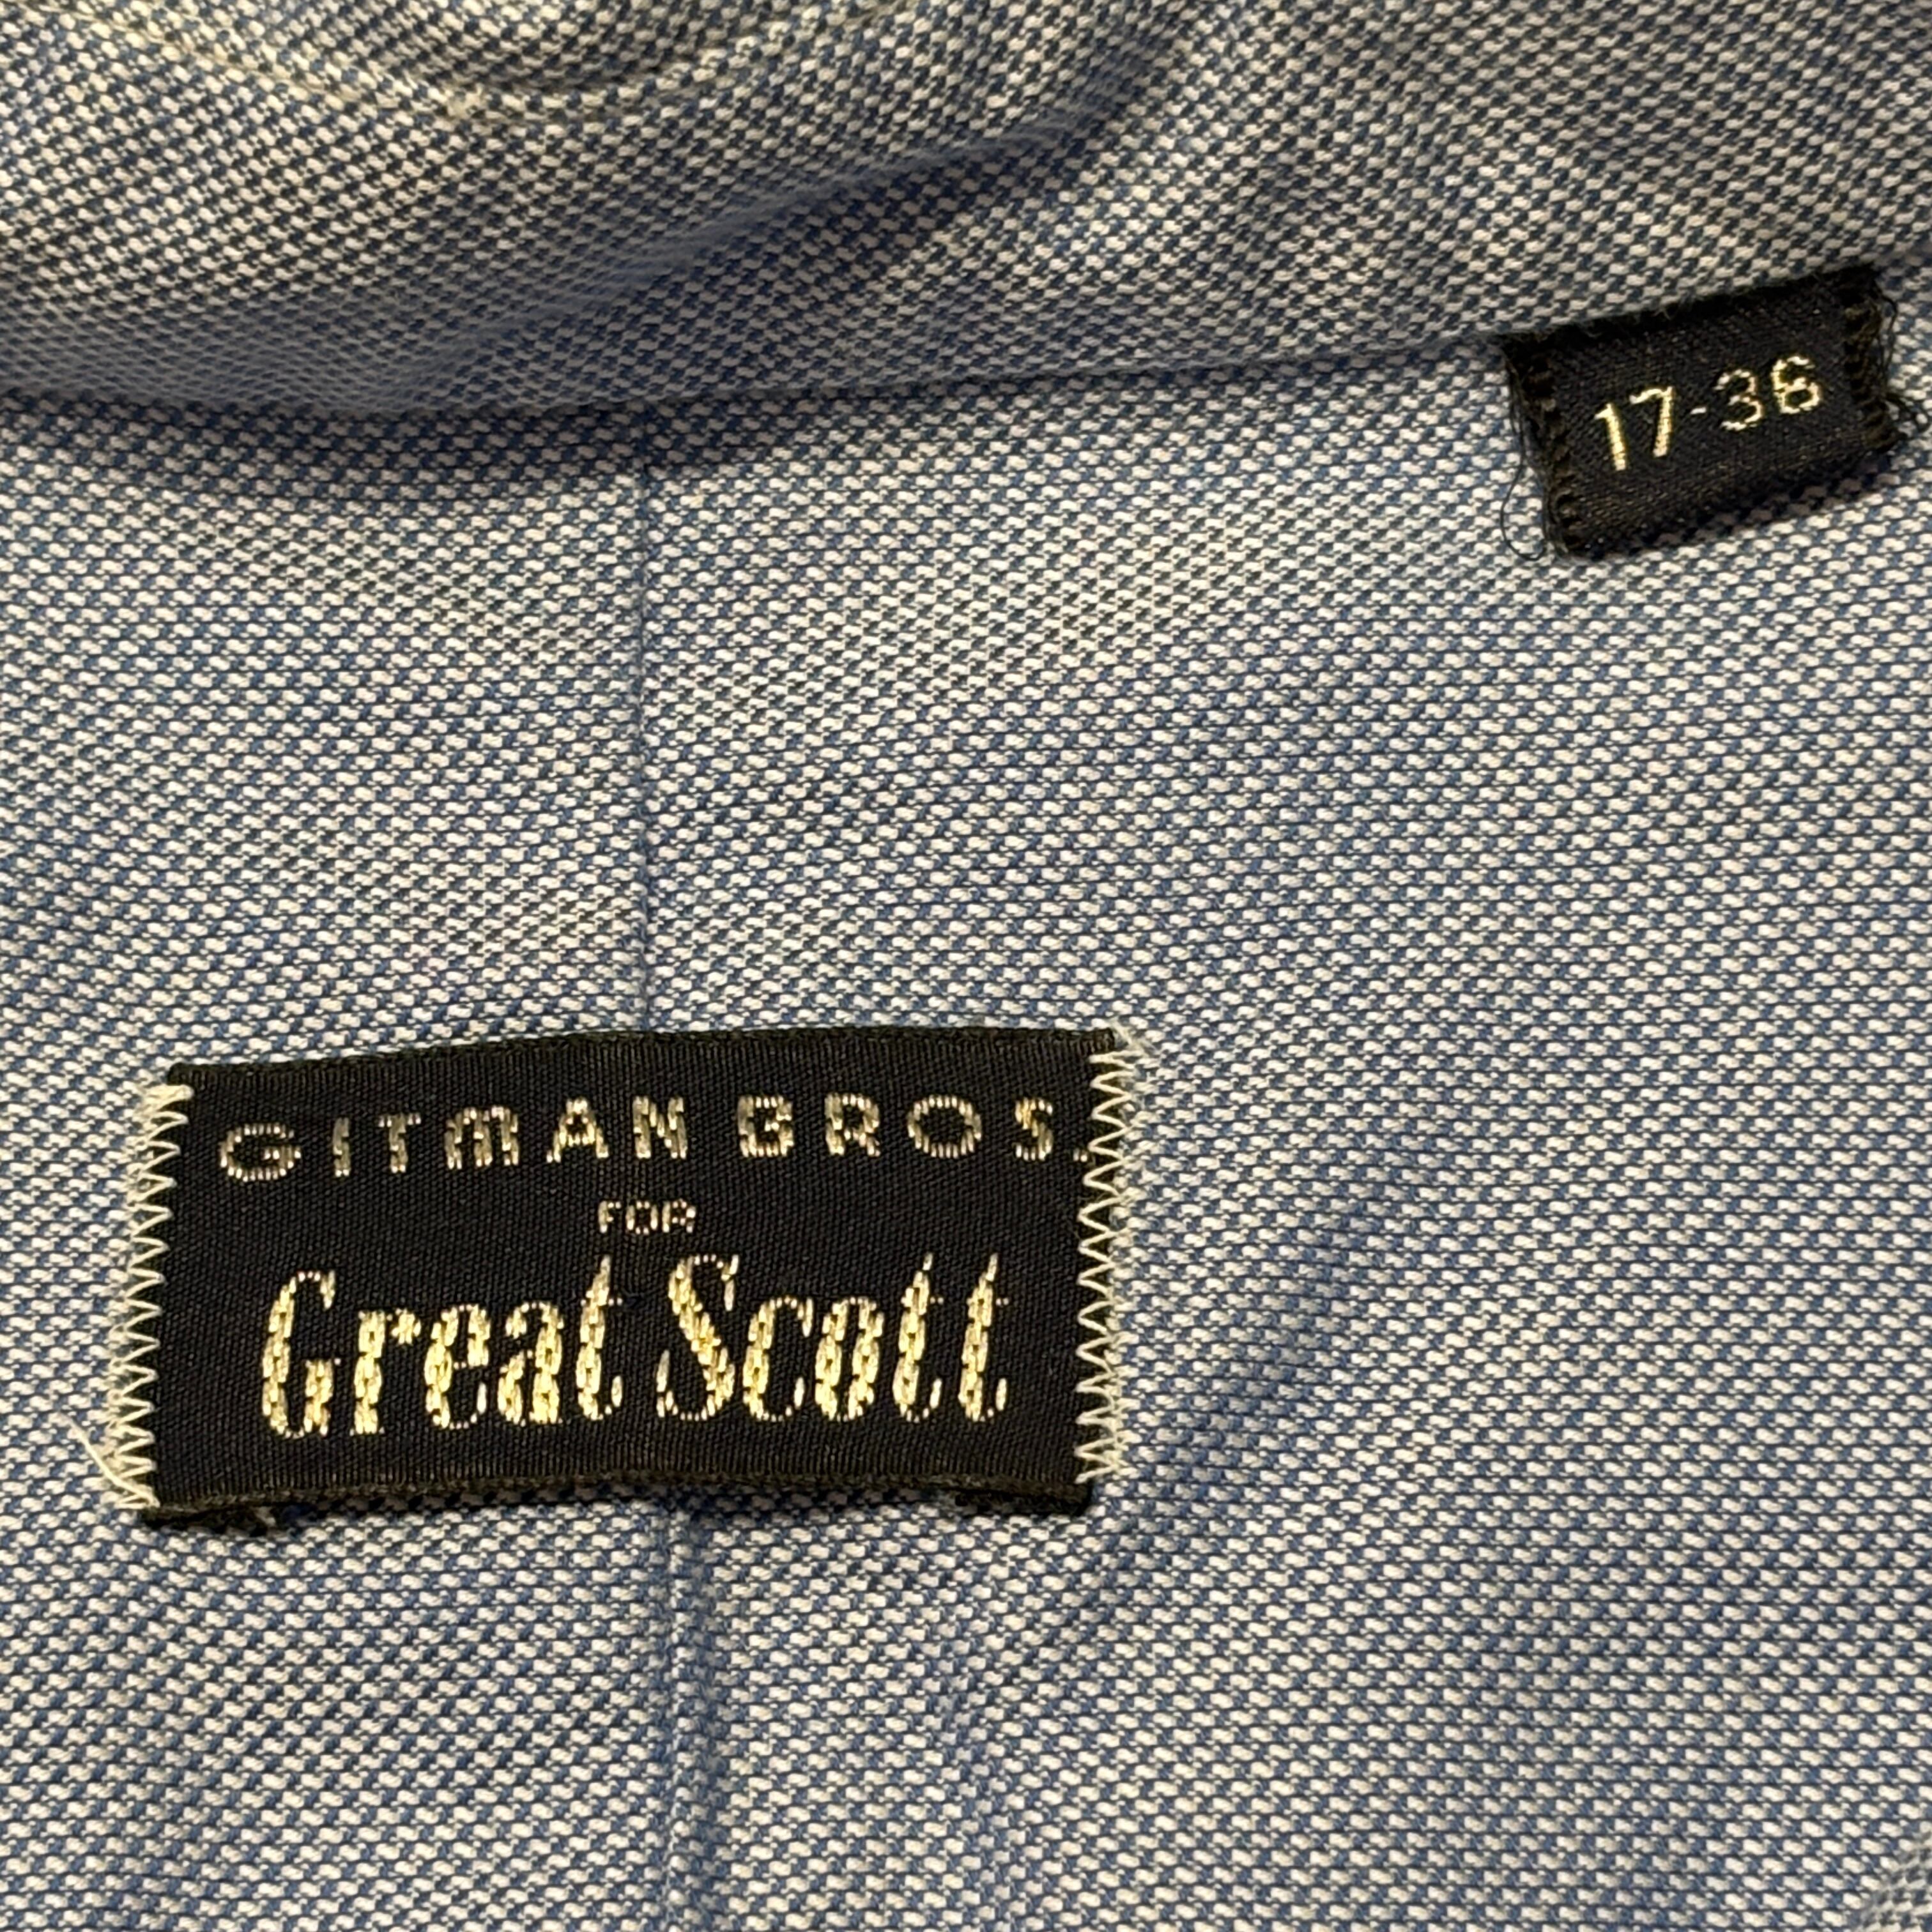 17-36
GITMAN BROS.
FOR
Great Scott